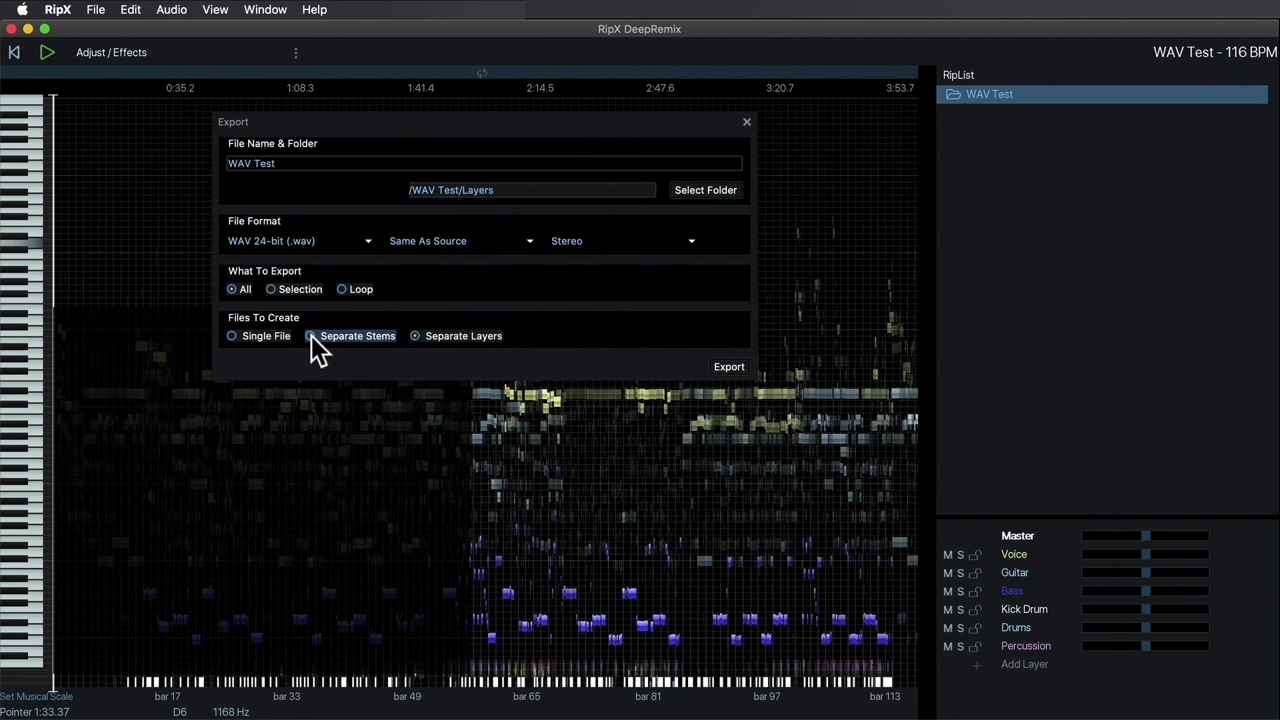 RipX File Edit Audio View Window Help
RipX DeepRemix
Adjust / Effects
WAV Test - 116 BPM
RipList
WAV Test
0:35.2 1:08.3 1:41.4 2:14.5 2:47.6 3:20.7 3:53.7
Export
File Name & Folder
WAV Test
/WAV Test/Layers Select Folder
File Format
WAV 24-bit (.wav) Same As Source Stereo
What To Export
All Selection Loop
Files To Create
Single File Separate Stems Separate Layers
Export
Master
M S Voice
M S Guitar
M S Bass
M S Kick Drum
M S Drums
M S Percussion
+ Add Layer
Set Musical Scale
bar 17 bar 33 bar 49 bar 65 bar 81 bar 97 bar 113
Pointer 1:33.37 D6 1168 Hz